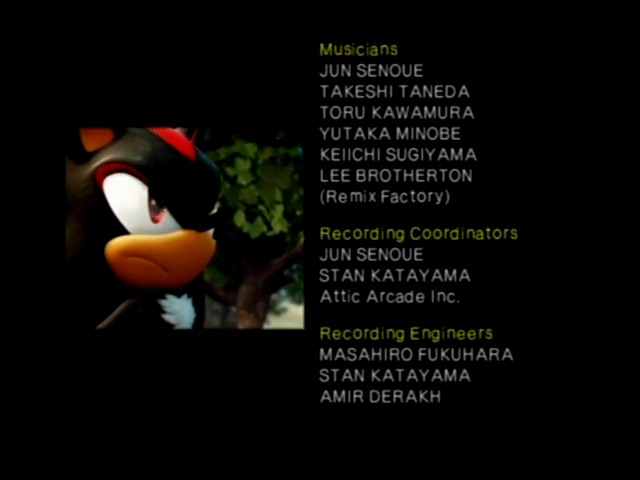 Musicians
JUN SENOUE
TAKESHI TANEDA
TORU KAWAMURA
YUTAKA MINOBE
KEIICHI SUGIYAMA
LEE BROTHERTON
(Remix Factory)
Recording Coordinators
JUN SENOUE
STAN KATAYAMA
Attic Arcade Inc.
Recording Engineers
MASAHIRO FUKUHARA
STAN KATAYAMA
AMIR DERAKH